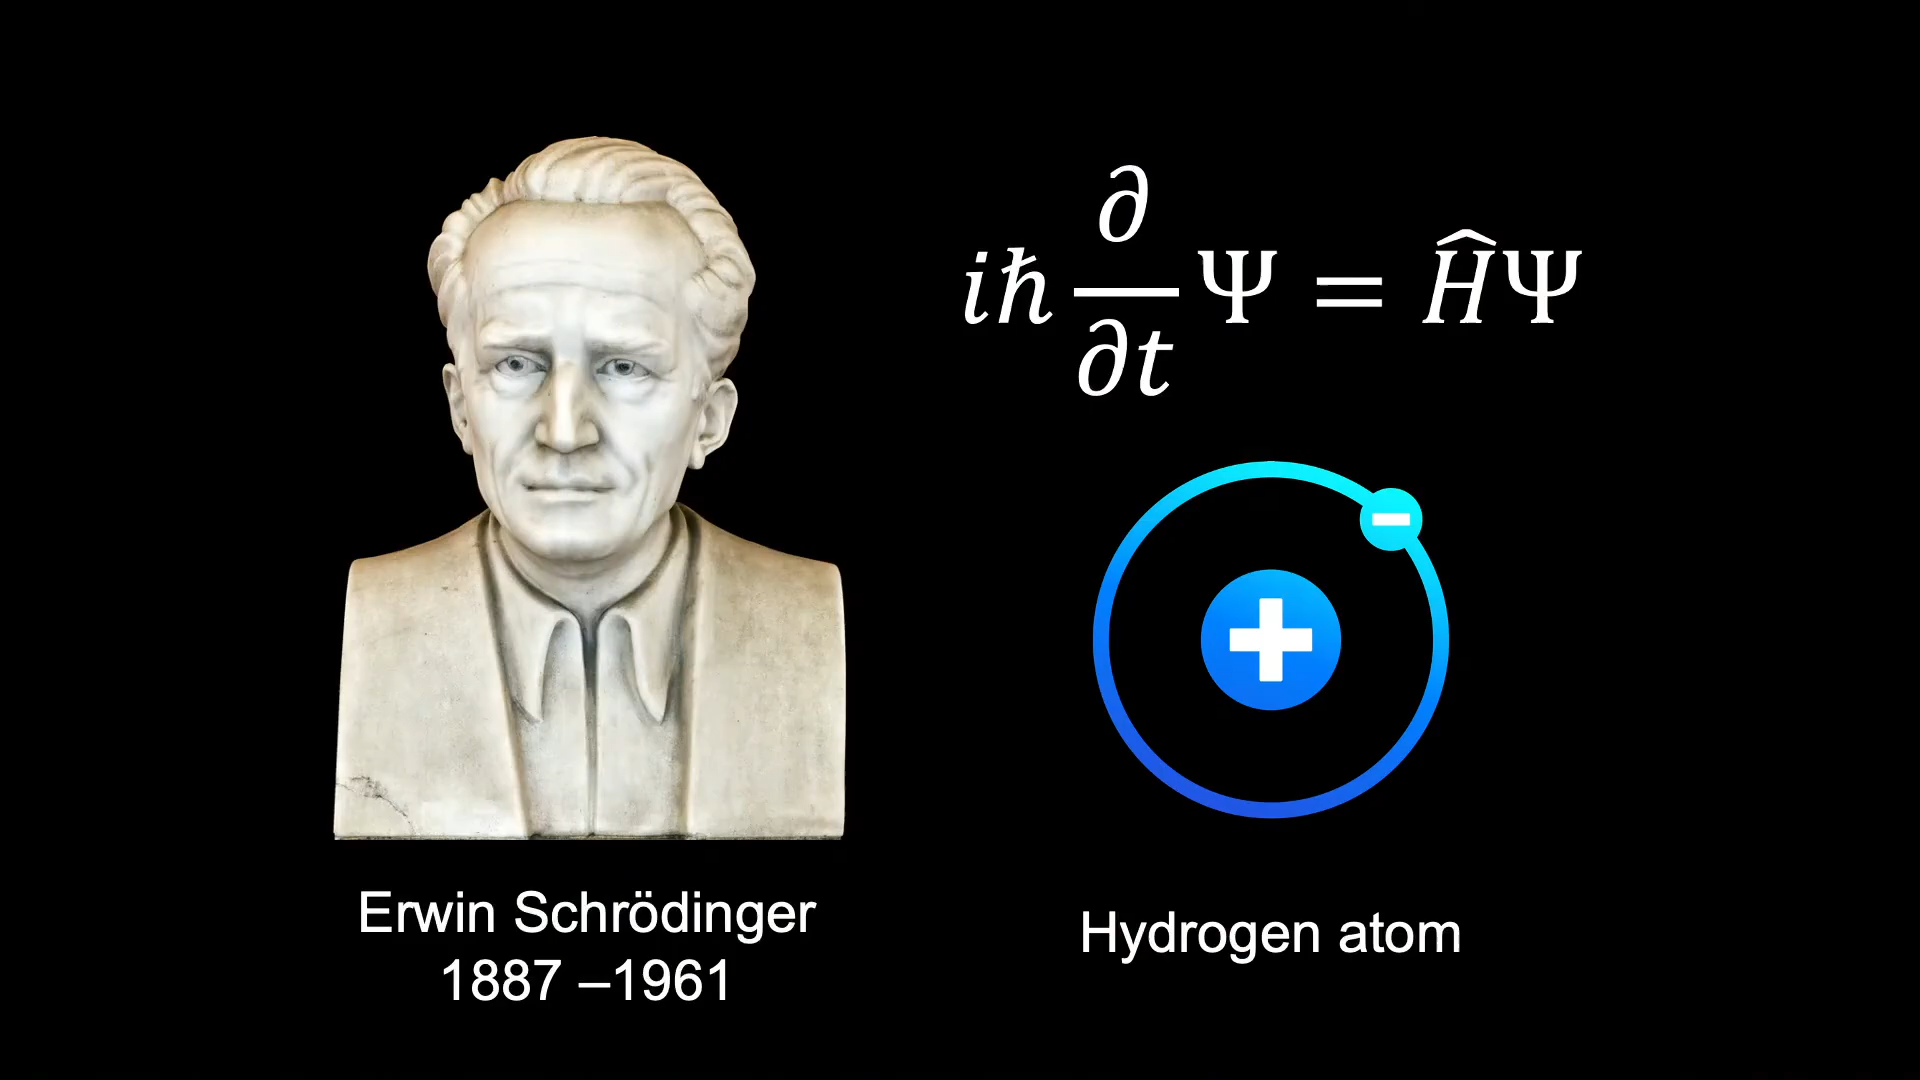 iℏ ∂/∂t Ψ = ĤΨ
Erwin Schrödinger
1887 –1961
Hydrogen atom